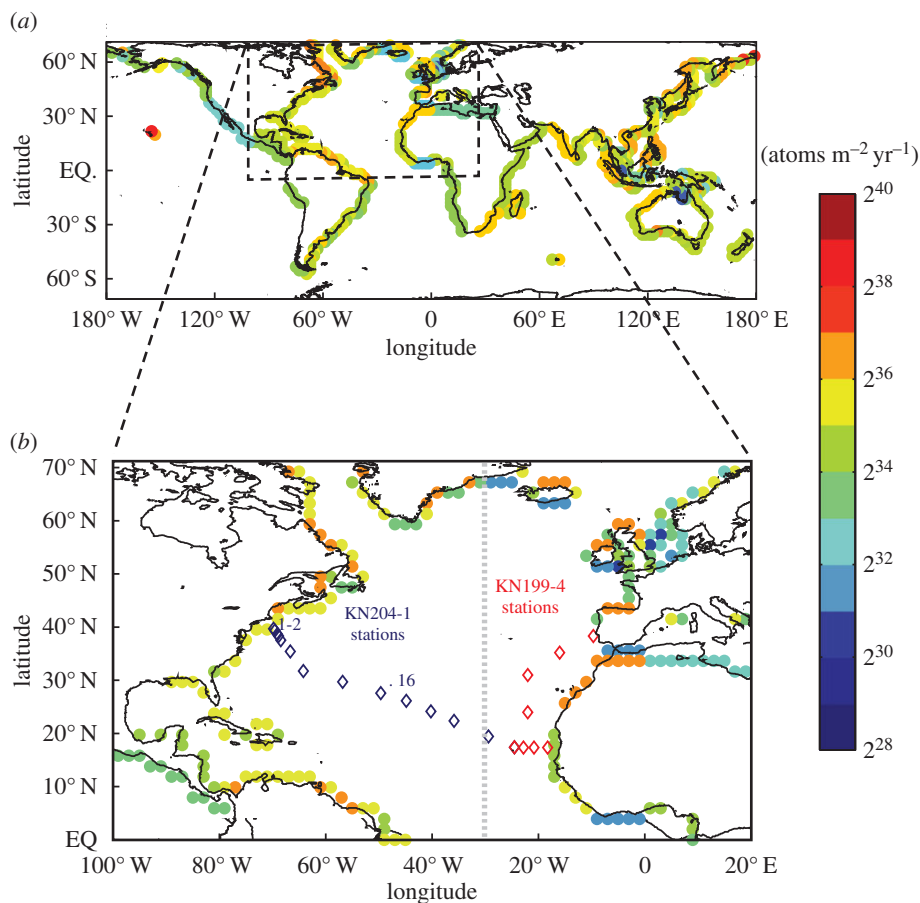 (a)
60° N
30° N
EQ.
30° S
60° S
latitude
180° W 120° W 60° W 0 60° E 120° E 180° E
longitude
(atoms m⁻² yr⁻¹)
2⁴⁰
2³⁸
2³⁶
2³⁴
2³²
2³⁰
2²⁸
(b)
70° N
60° N
50° N
40° N
30° N
20° N
10° N
EQ
latitude
KN204-1
stations
KN199-4
stations
1-2
. 16
100° W 80° W 60° W 40° W 20° W 0 20° E
longitude